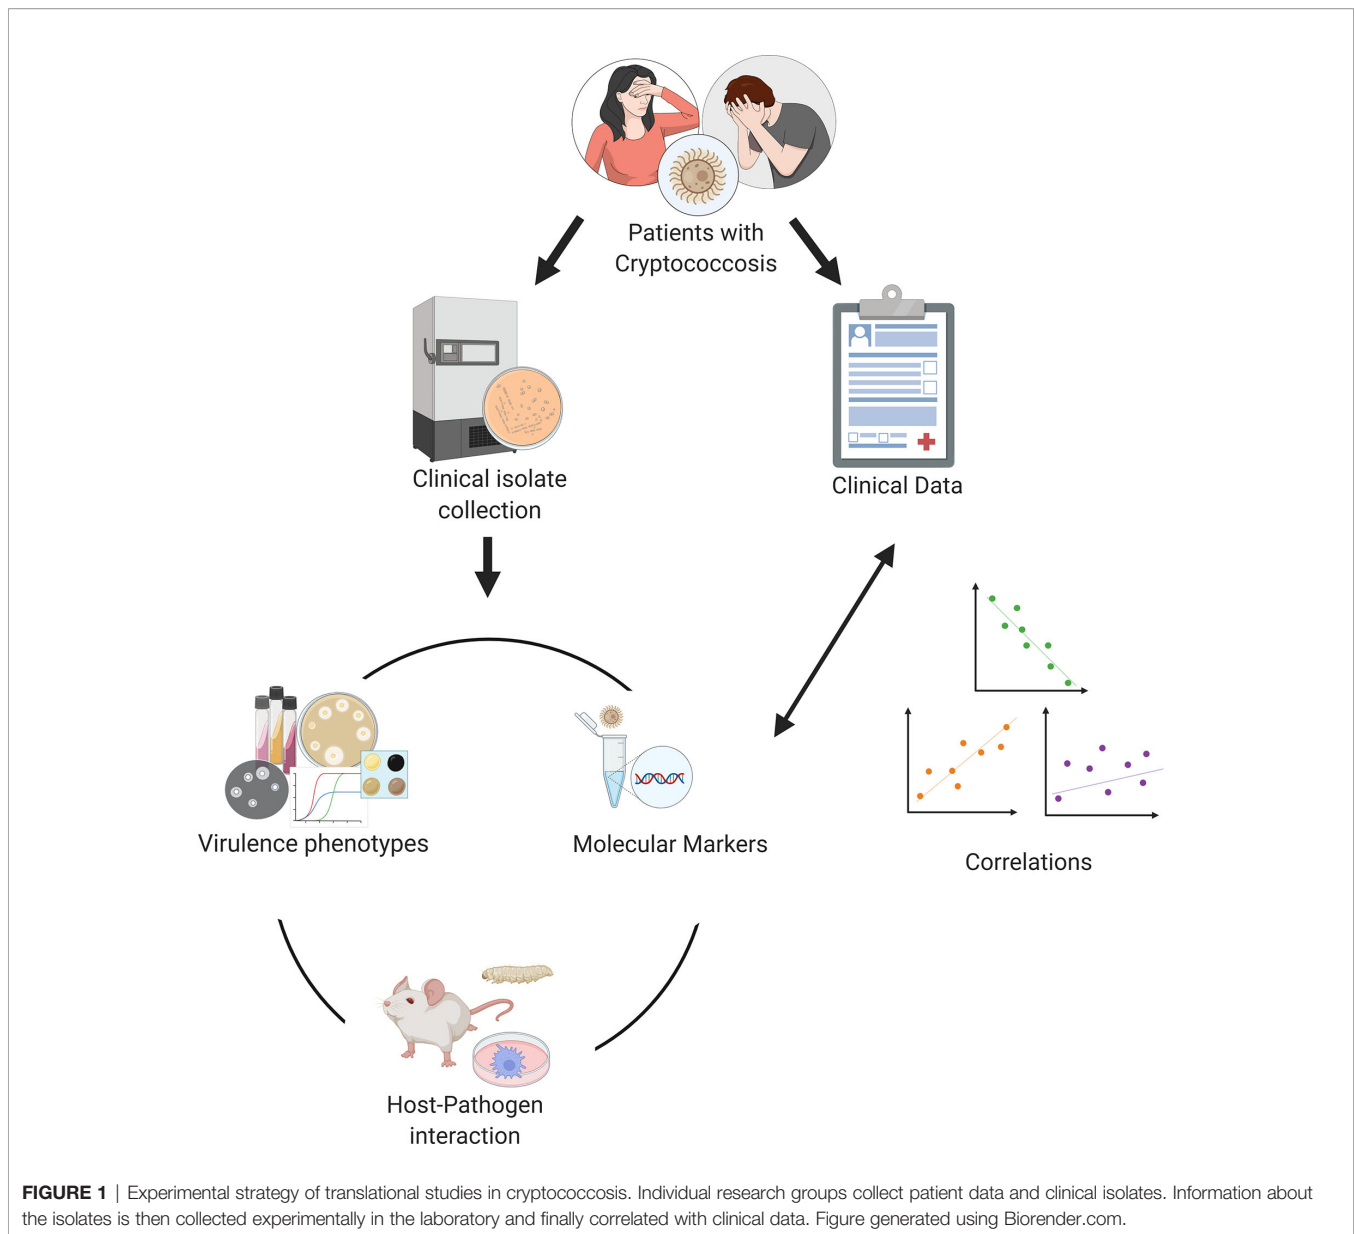 Patients with
Cryptococcosis
Clinical isolate
collection
Clinical Data
Virulence phenotypes
Molecular Markers
Correlations
Host-Pathogen
interaction
FIGURE 1 | Experimental strategy of translational studies in cryptococcosis. Individual research groups collect patient data and clinical isolates. Information about
the isolates is then collected experimentally in the laboratory and finally correlated with clinical data. Figure generated using Biorender.com.